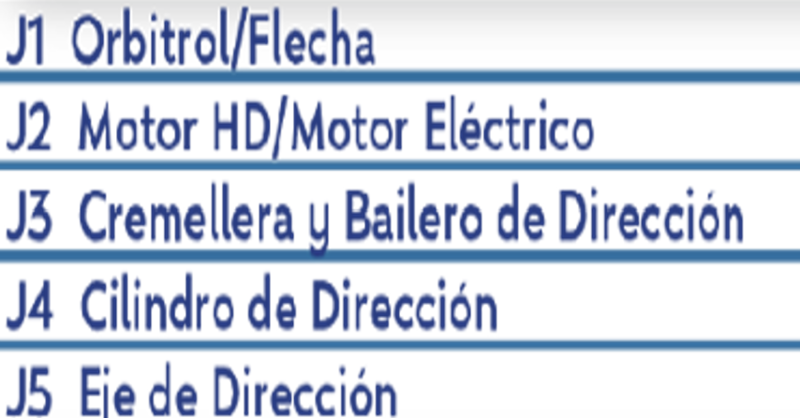 J1 Orbitrol/Flecha
J2 Motor HD/Motor Eléctrico
J3 Cremellera y Bailero de Dirección
J4 Cilindro de Dirección
J5 Eje de Dirección